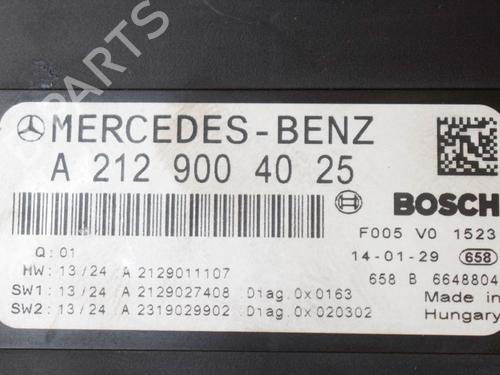 MERCEDES-BENZ
A 212 900 40 25
BOSCH
F005 V0 1523
Q: 01
14-01-29 658
HW: 13/24 A 2129011107
658 B 6648804
SW1: 13/24 A 2129027408 Diag.0x0163
Made in
SW2: 13/24 A 2319029902 Diag.0x020302
Hungary
B-PARTS